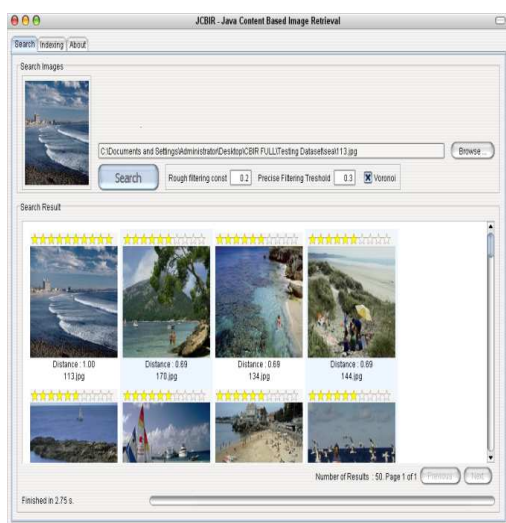 JCBIR - Java Content Based Image Retrieval
Search Indexing About
Search Images
C:\Documents and Settings\Administrator\Desktop\CBIR FULL\Testing Dataset\sea\113.jpg Browse ...
Search Rough filtering const 0.2 Precise Filtering Treshold 0.3 Voronoi
Search Result
Distance : 1.00 Distance : 0.69 Distance : 0.69 Distance : 0.69
113.jpg 170.jpg 134.jpg 144.jpg
Number of Results : 50. Page 1 of 1 Previous Next
Finished in 2.75 s.